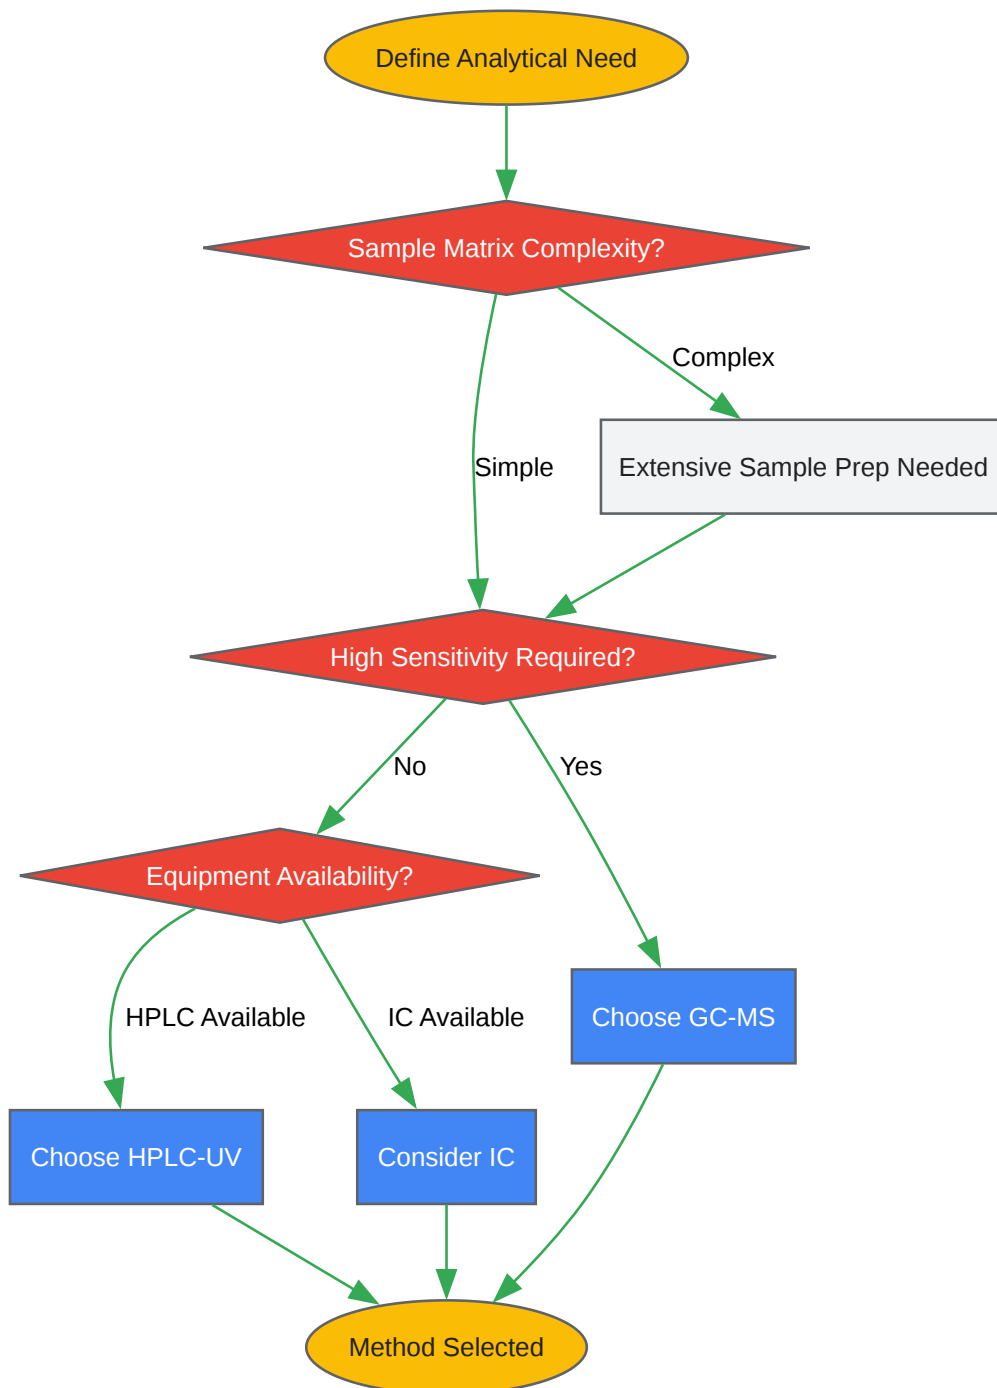 Define Analytical Need
Sample Matrix Complexity?
Complex
Simple
Extensive Sample Prep Needed
High Sensitivity Required?
No
Yes
Equipment Availability?
HPLC Available
IC Available
Choose GC-MS
Choose HPLC-UV
Consider IC
Method Selected